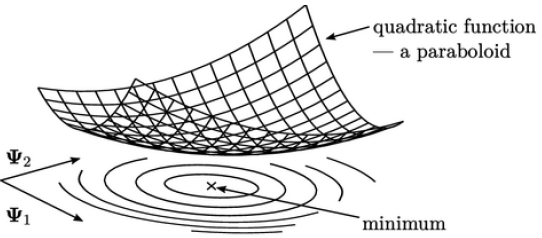 quadratic function
— a paraboloid
Ψ₂
Ψ₁
minimum